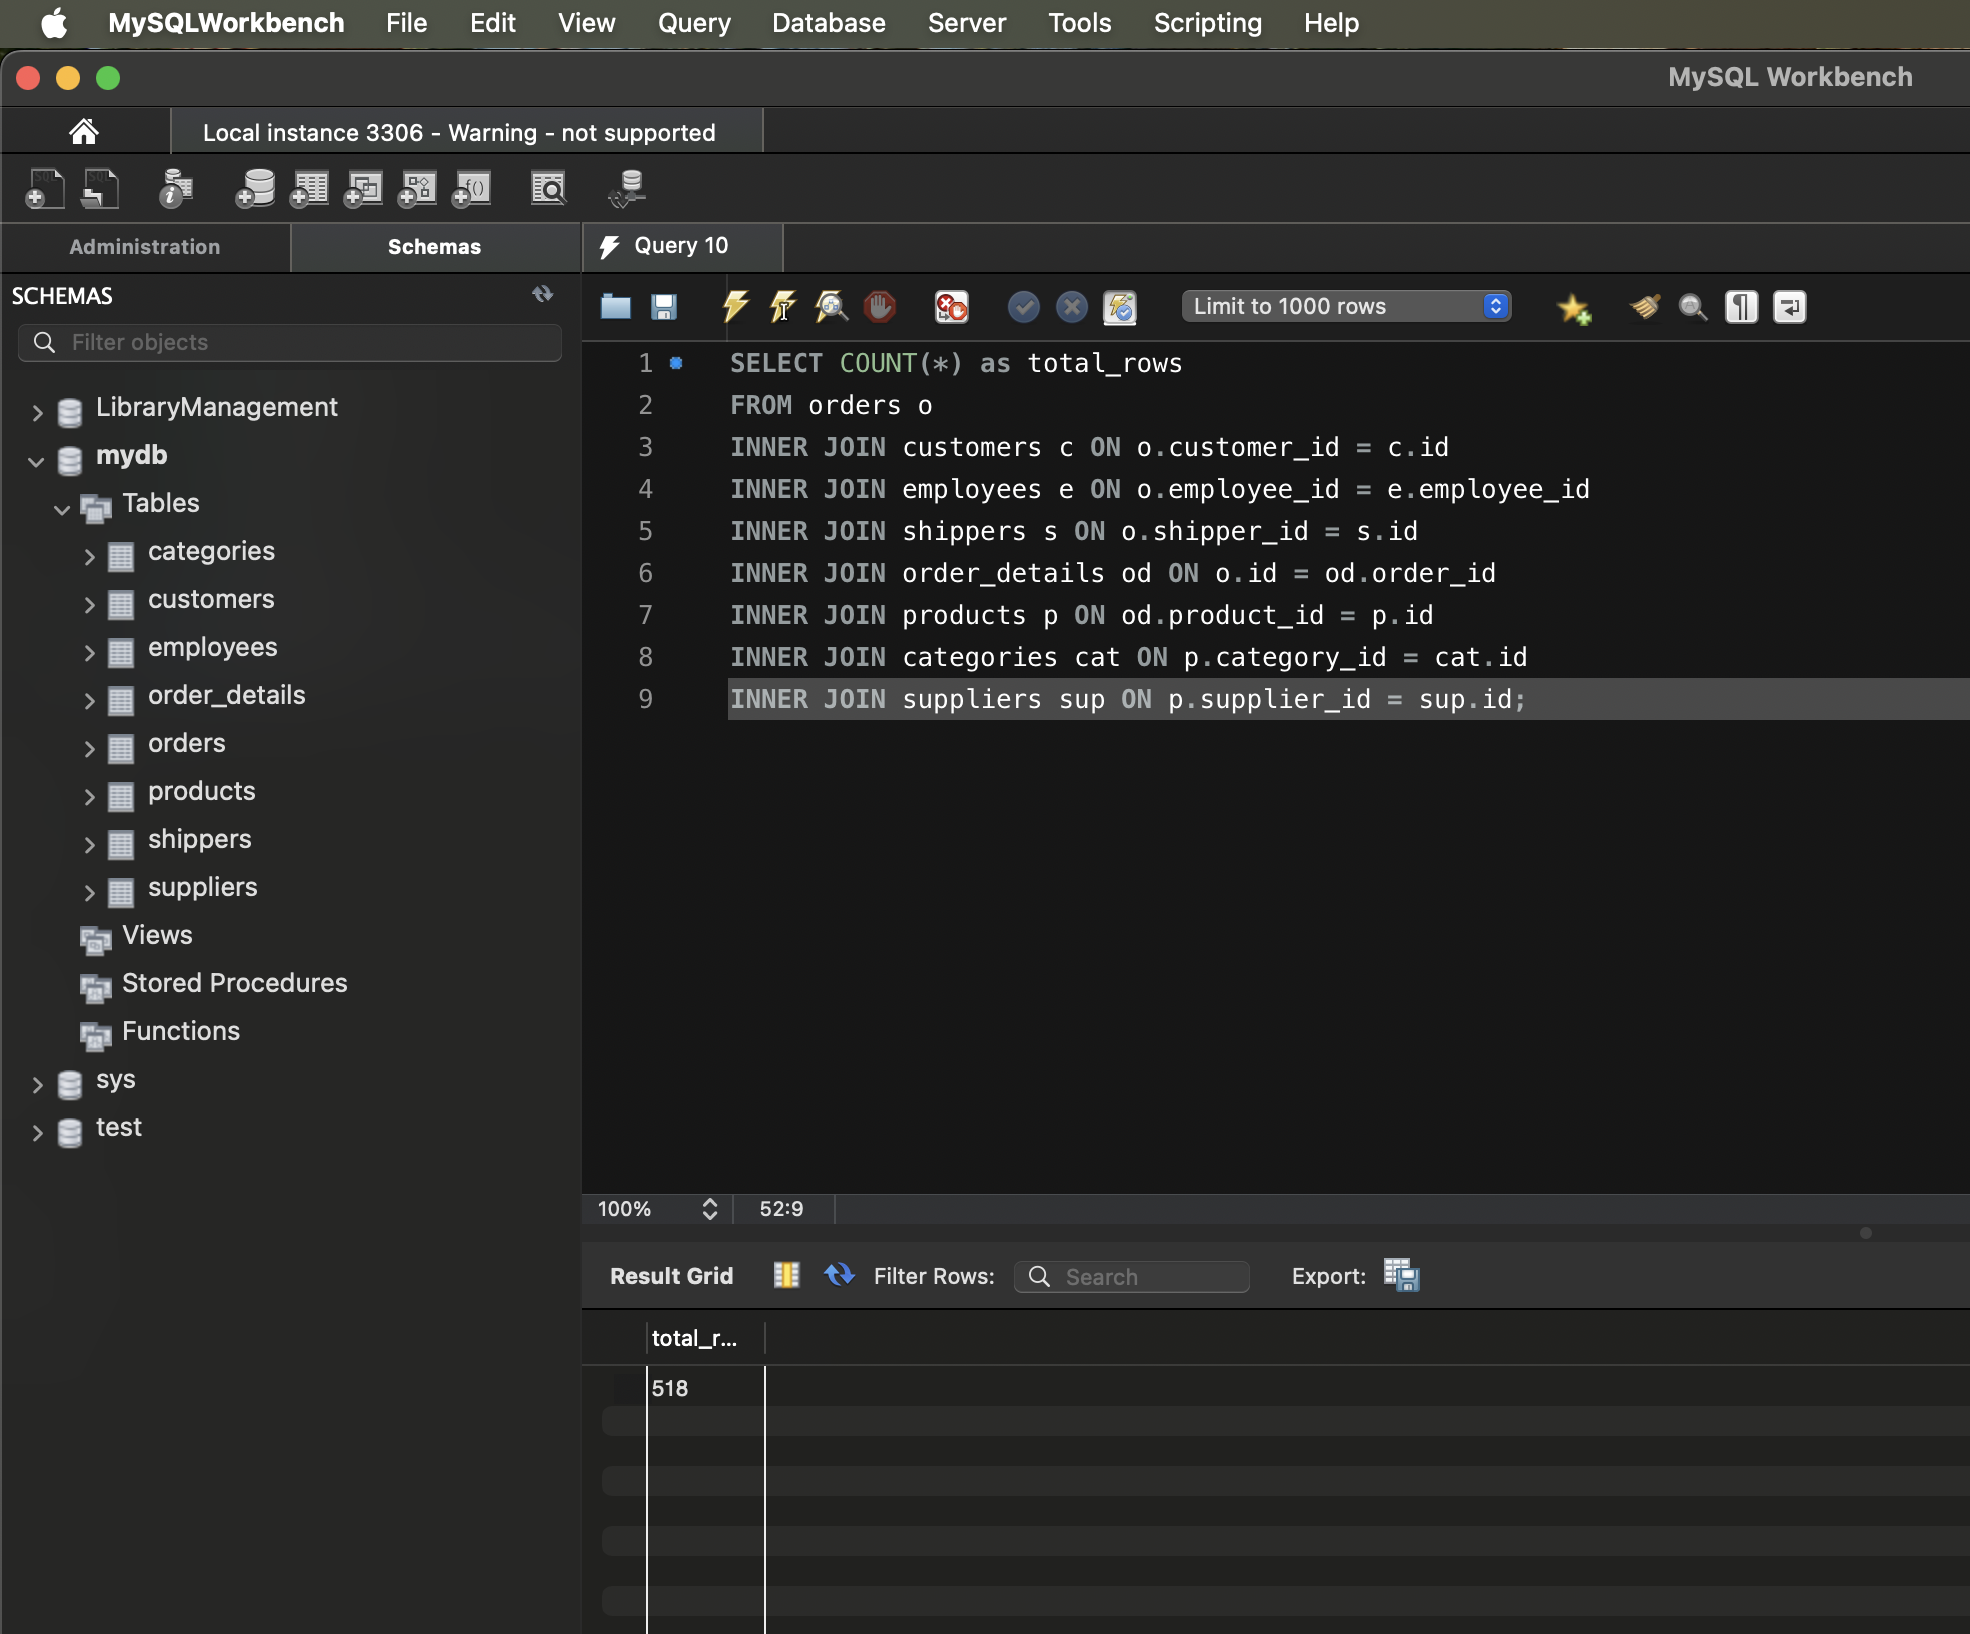 MySQLWorkbench File Edit View Query Database Server Tools Scripting Help
MySQL Workbench
Local instance 3306 - Warning - not supported
Administration
Schemas
Query 10
SCHEMAS
Filter objects
LibraryManagement
mydb
Tables
categories
customers
employees
order_details
orders
products
shippers
suppliers
Views
Stored Procedures
Functions
sys
test
Limit to 1000 rows
1 SELECT COUNT(*) as total_rows
2 FROM orders o
3 INNER JOIN customers c ON o.customer_id = c.id
4 INNER JOIN employees e ON o.employee_id = e.employee_id
5 INNER JOIN shippers s ON o.shipper_id = s.id
6 INNER JOIN order_details od ON o.id = od.order_id
7 INNER JOIN products p ON od.product_id = p.id
8 INNER JOIN categories cat ON p.category_id = cat.id
9 INNER JOIN suppliers sup ON p.supplier_id = sup.id;
100% 52:9
Result Grid Filter Rows: Search Export:
total_r...
518